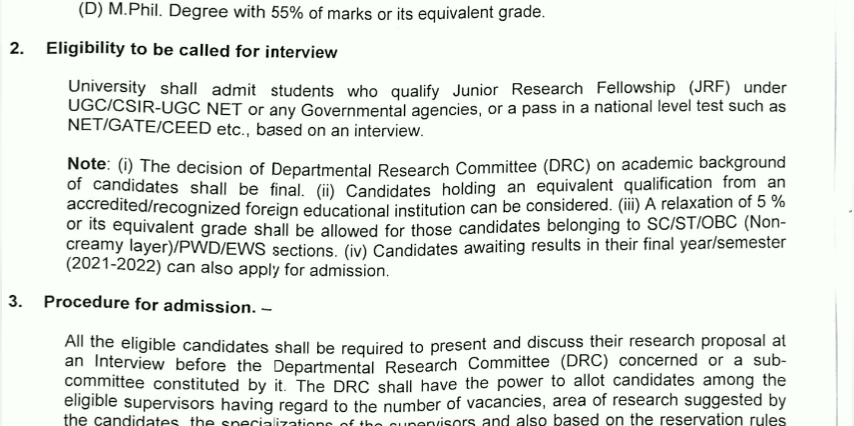 (D) M.Phil. Degree with 55% of marks or its equivalent grade.
2. Eligibility to be called for interview
University shall admit students who qualify Junior Research Fellowship (JRF) under
UGC/CSIR-UGC NET or any Governmental agencies, or a pass in a national level test such as
NET/GATE/CEED etc., based on an interview.
Note: (i) The decision of Departmental Research Committee (DRC) on academic background
of candidates shall be final. (ii) Candidates holding an equivalent qualification from an
accredited/recognized foreign educational institution can be considered. (iii) A relaxation of 5 %
or its equivalent grade shall be allowed for those candidates belonging to SC/ST/OBC (Non-
creamy layer)/PWD/EWS sections. (iv) Candidates awaiting results in their final year/semester
(2021-2022) can also apply for admission.
3. Procedure for admission. –
All the eligible candidates shall be required to present and discuss their research proposal at
an Interview before the Departmental Research Committee (DRC) concerned or a sub-
committee constituted by it. The DRC shall have the power to allot candidates among the
eligible supervisors having regard to the number of vacancies, area of research suggested by
the candidates, the specializations of the supervisors and also based on the reservation rules